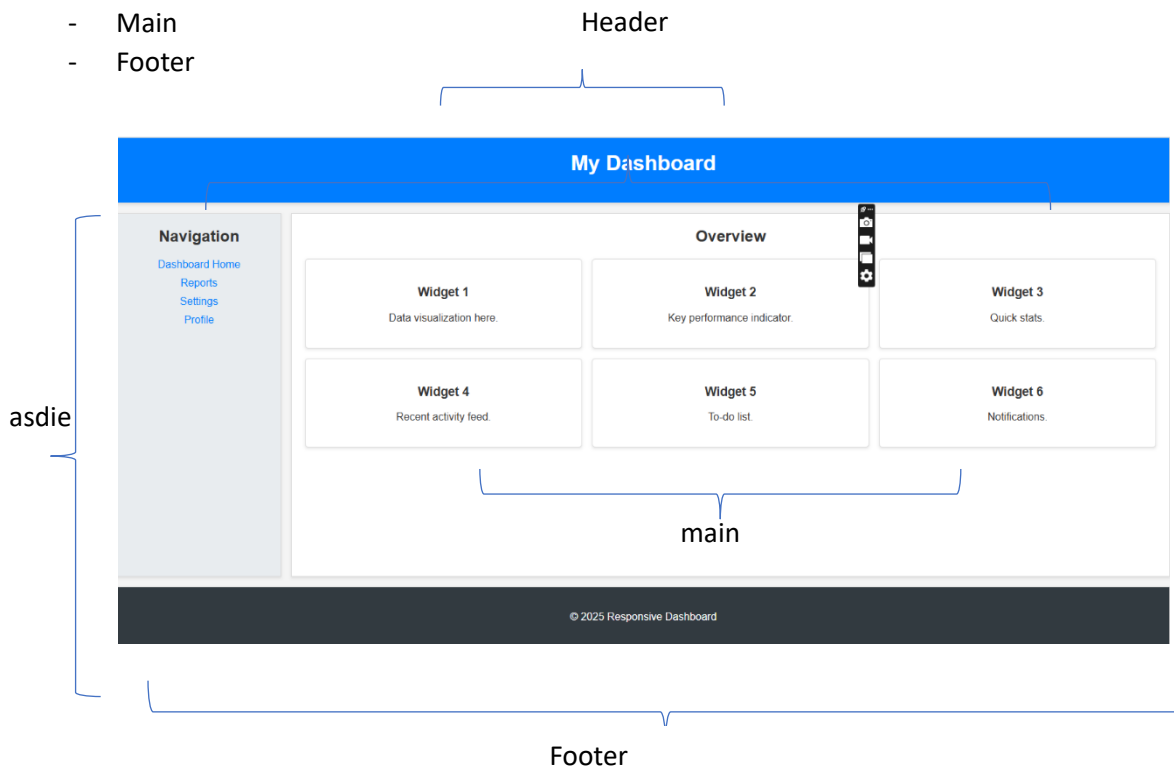 - Main
Header
- Footer
My Dashboard
Navigation
Dashboard Home
Reports
Settings
Profile
Overview
Widget 1
Data visualization here.
Widget 2
Key performance indicator.
Widget 3
Quick stats.
Widget 4
Recent activity feed.
Widget 5
To-do list.
Widget 6
Notifications.
asdie
main
© 2025 Responsive Dashboard
Footer